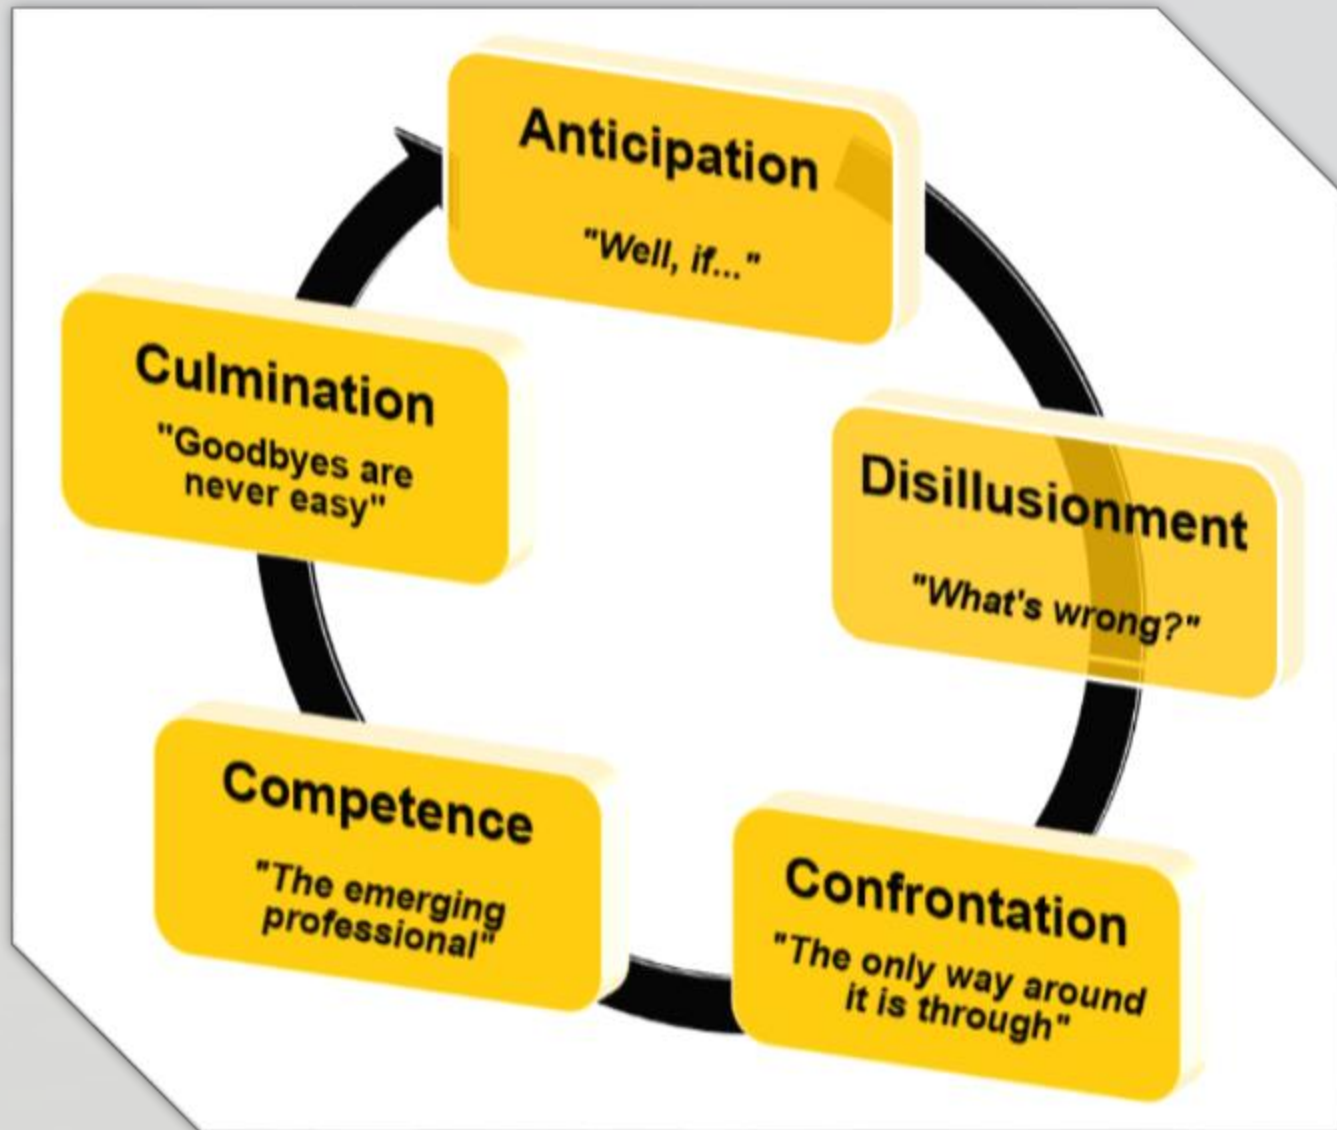 Anticipation
"Well, if..."
Disillusionment
"What's wrong?"
Confrontation
"The only way around
it is through"
Competence
"The emerging
professional"
Culmination
"Goodbyes are
never easy"